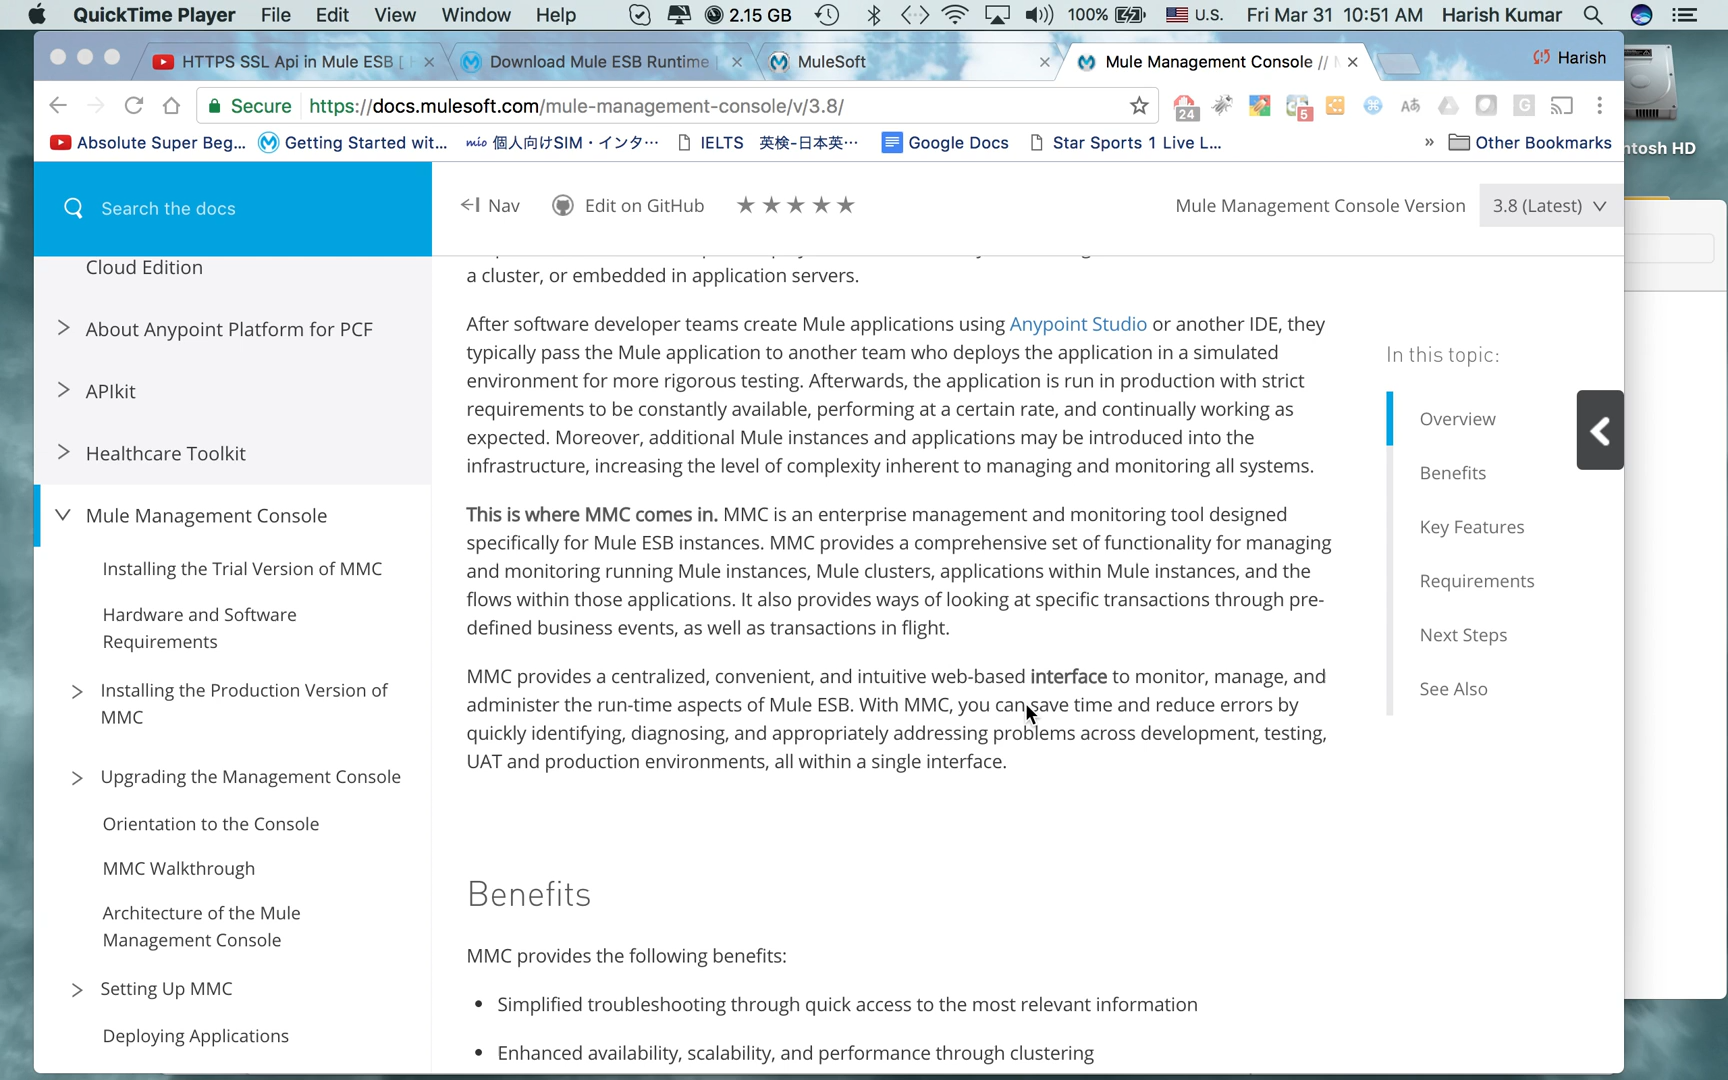 QuickTime Player File Edit View Window Help 2.15 GB 100% U.S. Fri Mar 31 10:51 AM Harish Kumar
HTTPS SSL Api in Mule ESB [
Download Mule ESB Runtime
MuleSoft
Mule Management Console //
Harish
Secure https://docs.mulesoft.com/mule-management-console/v/3.8/
24
5
G
Absolute Super Beg... Getting Started wit... mio 個人向けSIM・インタ… IELTS 英検-日本英… Google Docs Star Sports 1 Live L... » Other Bookmarks
ntosh HD
Search the docs
Nav Edit on GitHub ★ ★ ★ ★ ★ Mule Management Console Version 3.8 (Latest)
Cloud Edition
About Anypoint Platform for PCF
APIkit
Healthcare Toolkit
Mule Management Console
Installing the Trial Version of MMC
Hardware and Software
Requirements
Installing the Production Version of
MMC
Upgrading the Management Console
Orientation to the Console
MMC Walkthrough
Architecture of the Mule
Management Console
Setting Up MMC
Deploying Applications
a cluster, or embedded in application servers.
After software developer teams create Mule applications using Anypoint Studio or another IDE, they
typically pass the Mule application to another team who deploys the application in a simulated
environment for more rigorous testing. Afterwards, the application is run in production with strict
requirements to be constantly available, performing at a certain rate, and continually working as
expected. Moreover, additional Mule instances and applications may be introduced into the
infrastructure, increasing the level of complexity inherent to managing and monitoring all systems.
This is where MMC comes in. MMC is an enterprise management and monitoring tool designed
specifically for Mule ESB instances. MMC provides a comprehensive set of functionality for managing
and monitoring running Mule instances, Mule clusters, applications within Mule instances, and the
flows within those applications. It also provides ways of looking at specific transactions through pre-
defined business events, as well as transactions in flight.
MMC provides a centralized, convenient, and intuitive web-based interface to monitor, manage, and
administer the run-time aspects of Mule ESB. With MMC, you can save time and reduce errors by
quickly identifying, diagnosing, and appropriately addressing problems across development, testing,
UAT and production environments, all within a single interface.
Benefits
MMC provides the following benefits:
• Simplified troubleshooting through quick access to the most relevant information
• Enhanced availability, scalability, and performance through clustering
In this topic:
Overview
Benefits
Key Features
Requirements
Next Steps
See Also